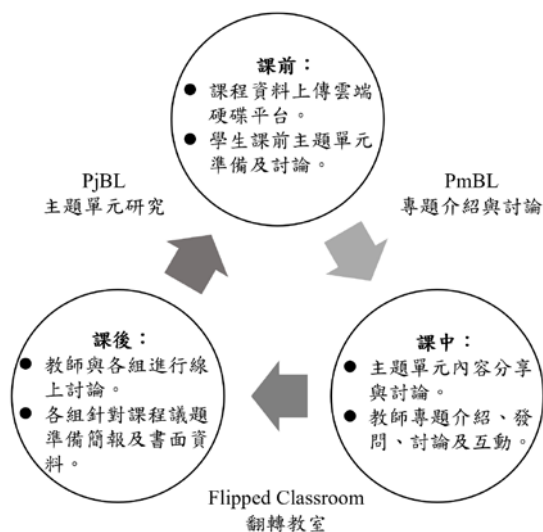 課前：
● 課程資料上傳雲端
硬碟平台。
● 學生課前主題單元
準備及討論。
PjBL
主題單元研究
PmBL
專題介紹與討論
課後：
● 教師與各組進行線
上討論。
● 各組針對課程議題
準備簡報及書面資
料。
課中：
● 主題單元內容分享
與討論。
● 教師專題介紹、發
問、討論及互動。
Flipped Classroom
翻轉教室